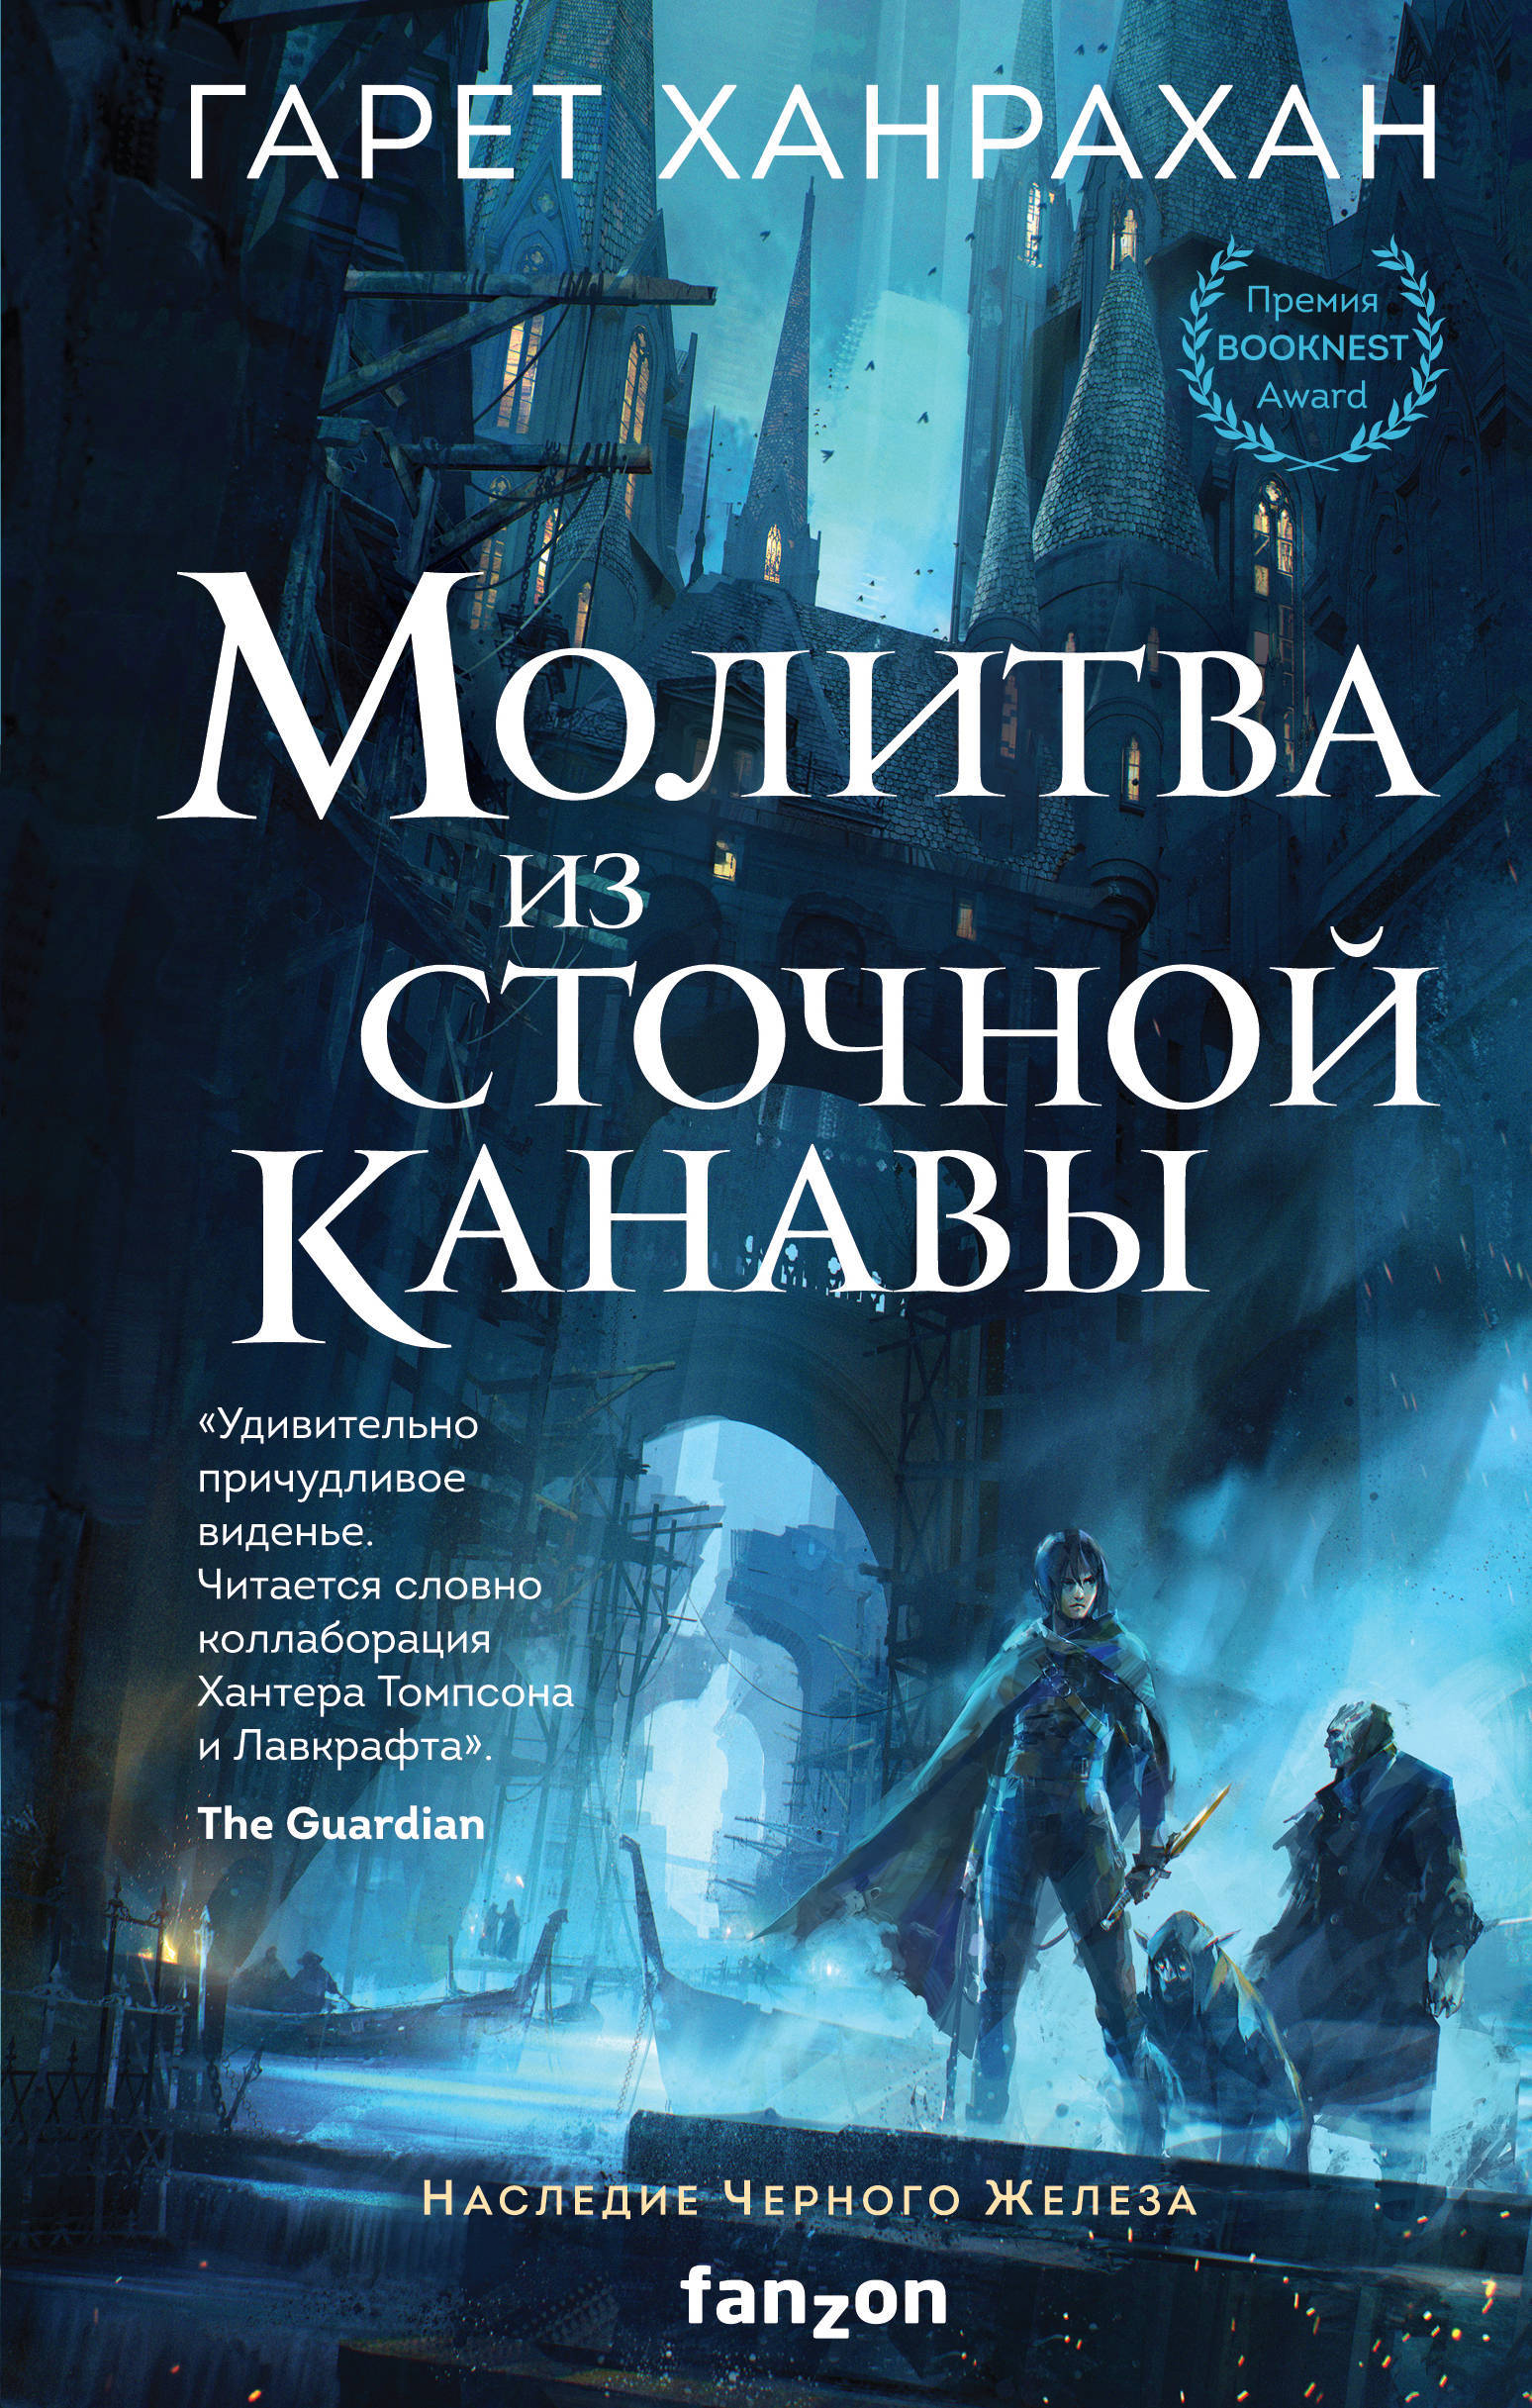 ГАРЕТ ХАНРАХАН
Премия
BOOKNEST
Award
Молитва
из
сточной
канавы
«Удивительно
причудливое
виденье.
Читается словно
коллаборация
Хантера Томпсона
и Лавкрафта».
The Guardian
Наследие Черного Железа
fanzon